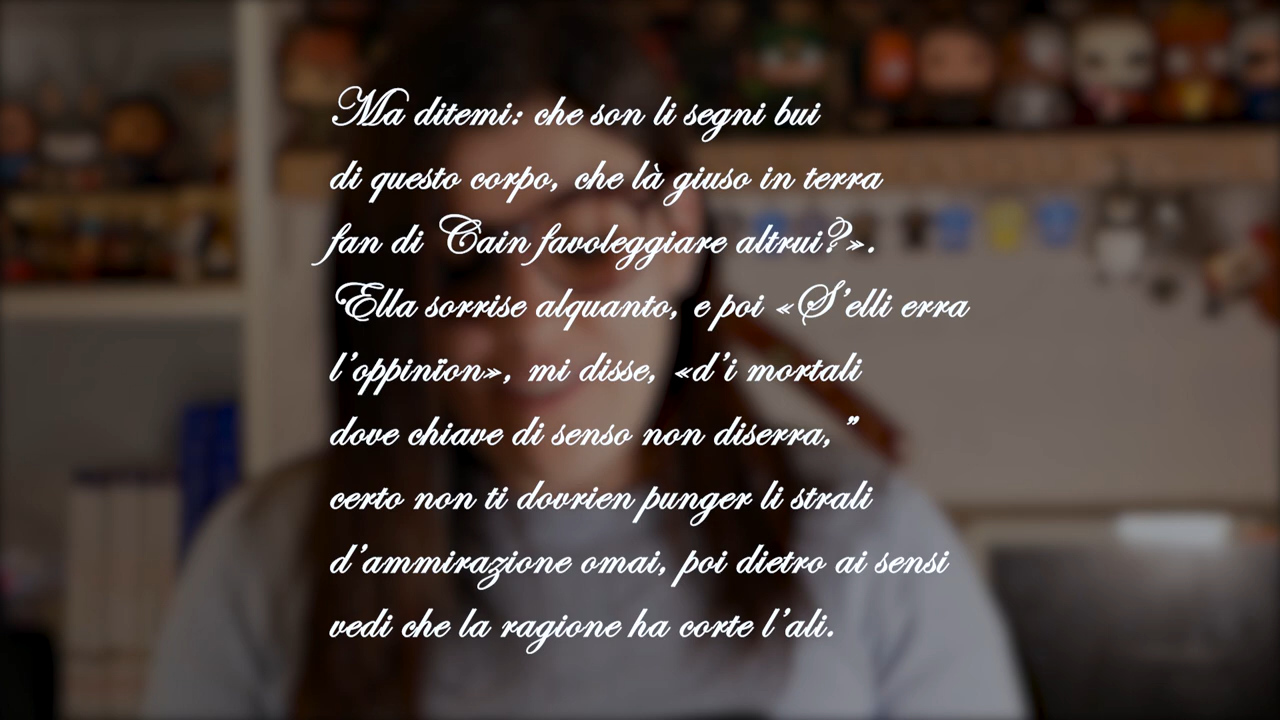 Ma ditemi: che son li segni bui
di questo corpo, che là giuso in terra
fan di Cain favoleggiare altrui?».
Ella sorrise alquanto, e poi «S'elli erra
l'oppinïon», mi disse, «d'i mortali
dove chiave di senso non diserra,”
certo non ti dovrien punger li strali
d'ammirazione omai, poi dietro ai sensi
vedi che la ragione ha corte l'ali.